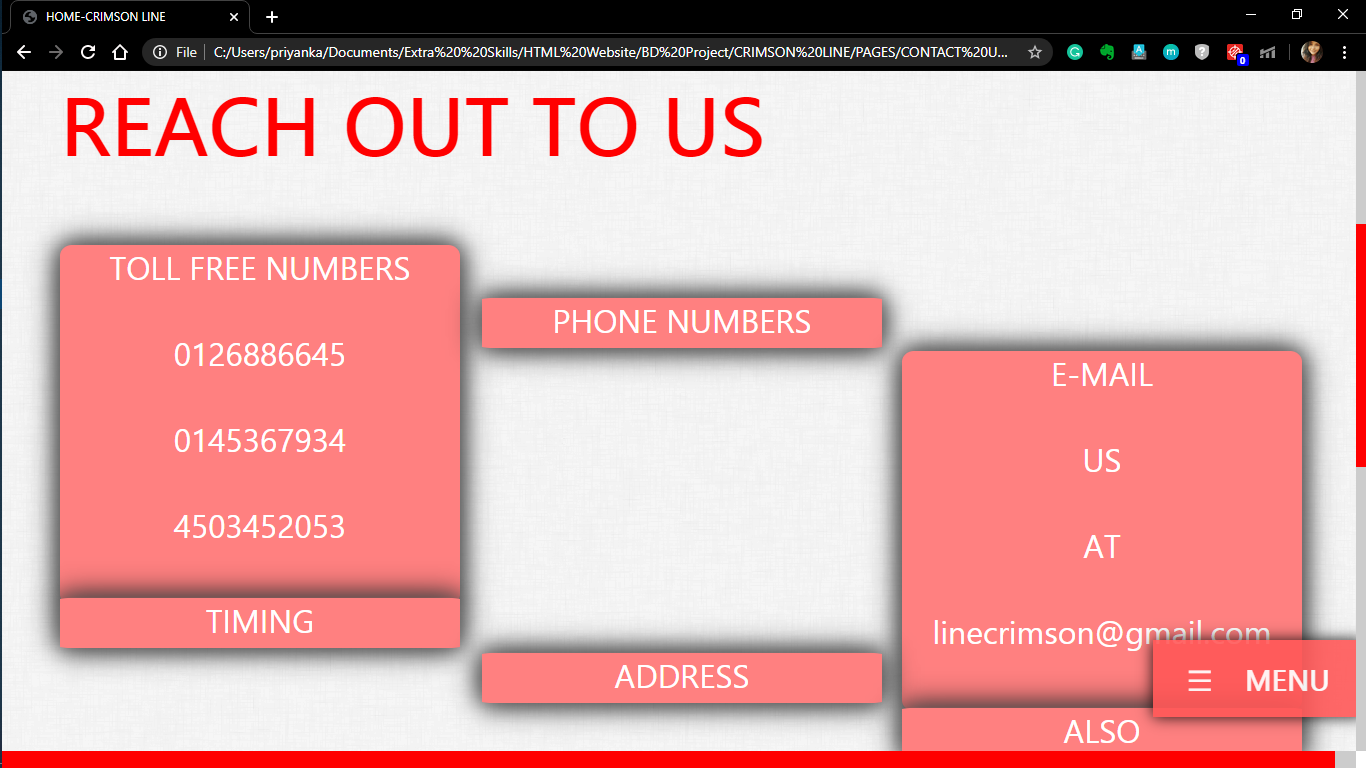 HOME-CRIMSON LINE
File
C:/Users/priyanka/Documents/Extra%20%20Skills/HTML%20Website/BD%20Project/CRIMSON%20LINE/PAGES/CONTACT%20U...
0
REACH OUT TO US
TOLL FREE NUMBERS
0126886645
0145367934
4503452053
TIMING
PHONE NUMBERS
ADDRESS
E-MAIL
US
AT
linecrimson@gmail.com
ALSO
☰ MENU